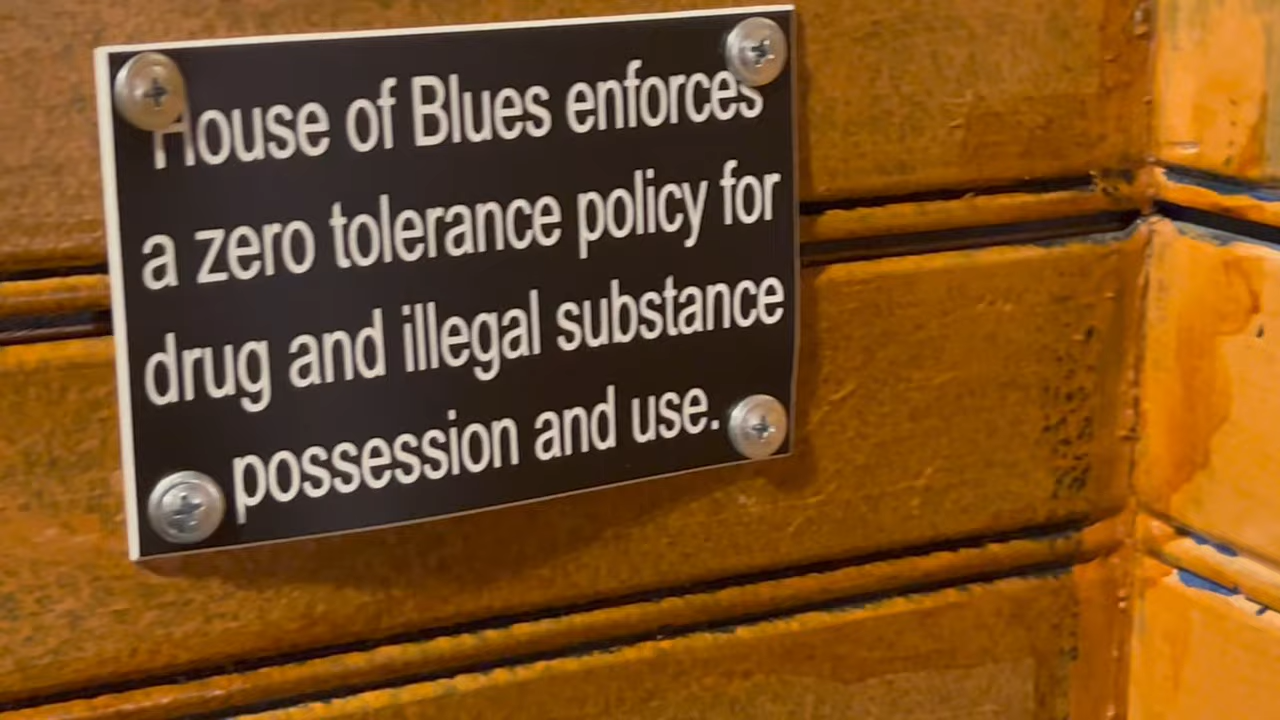 House of Blues enforces
a zero tolerance policy for
drug and illegal substance
possession and use.